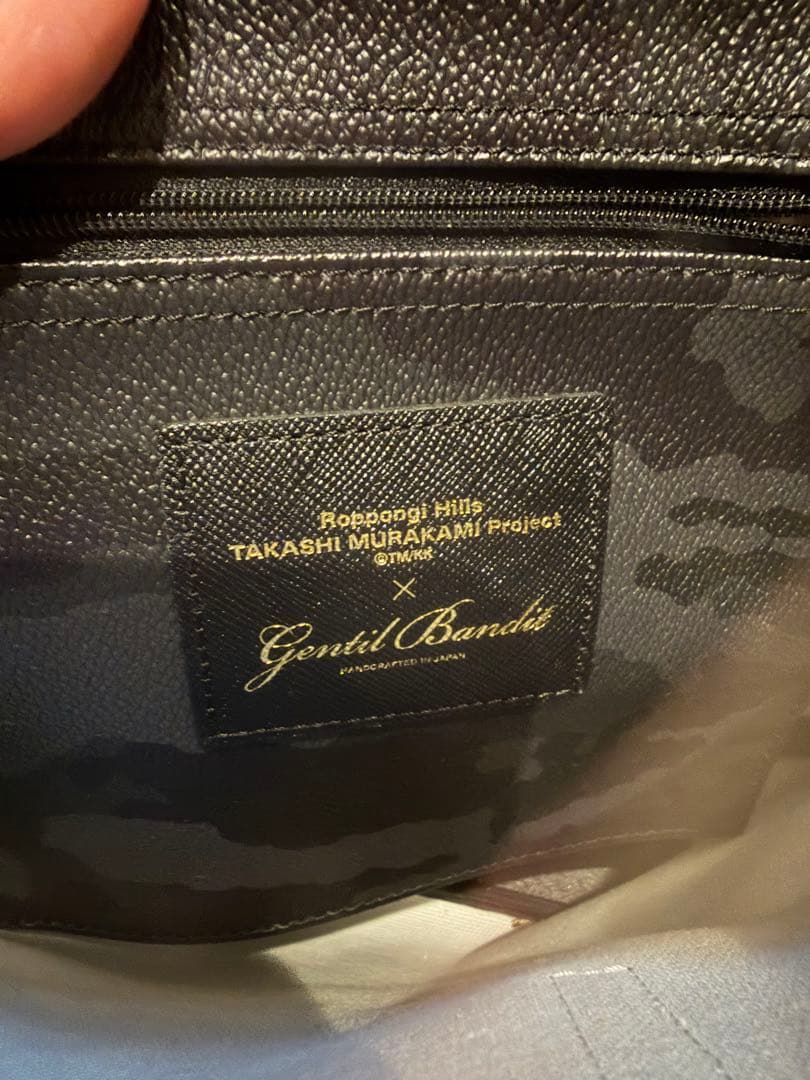 Roppongi Hills
TAKASHI MURAKAMI Project
©TM/KK
×
Gentil Bandit
HANDCRAFTED IN JAPAN